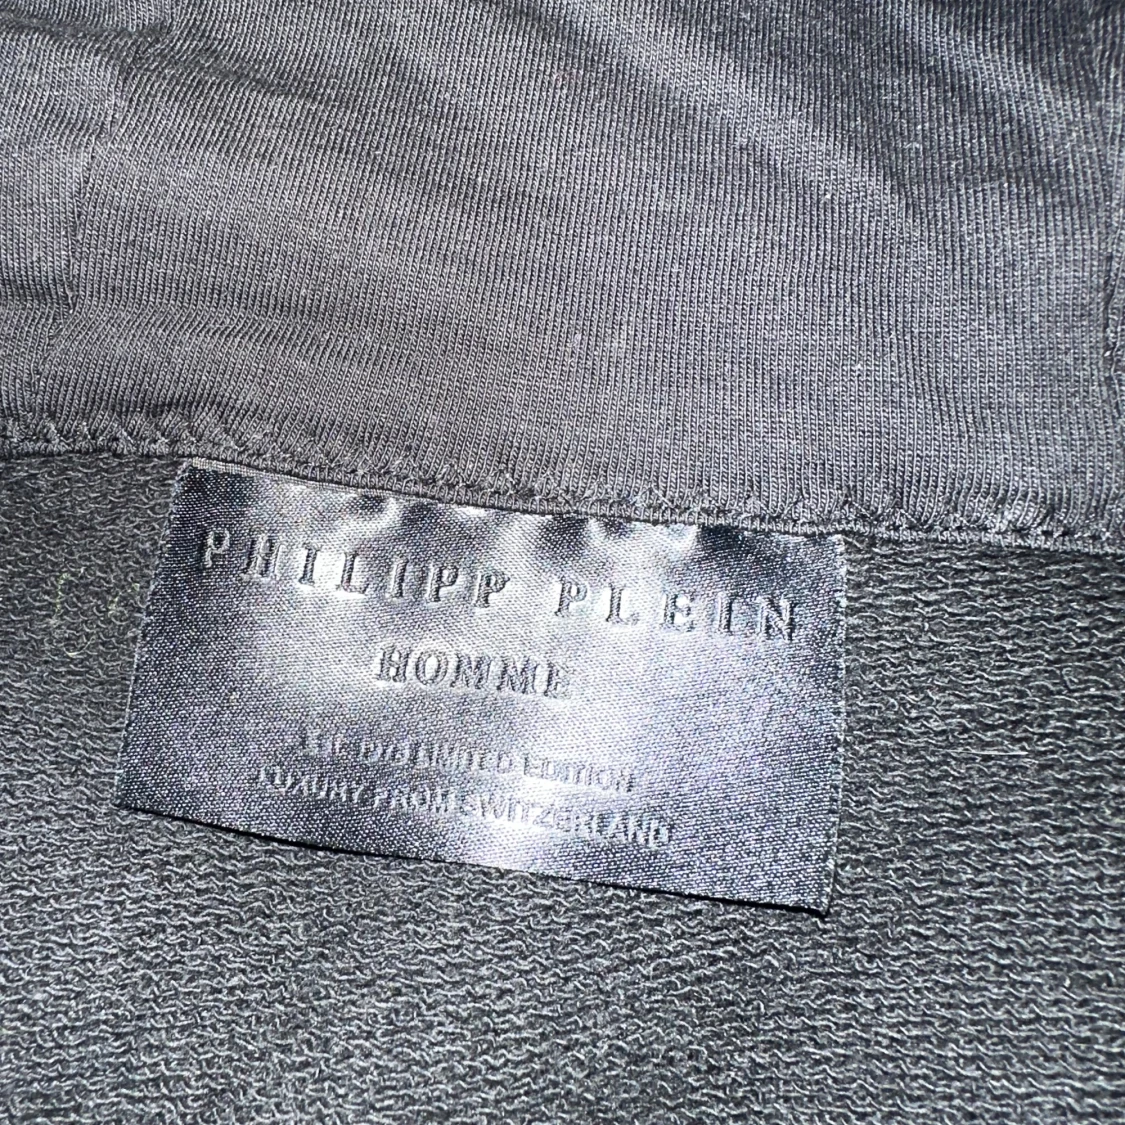 PHILIPP PLEIN
HOMME
LIMITED EDITION
LUXURY FROM SWITZERLAND